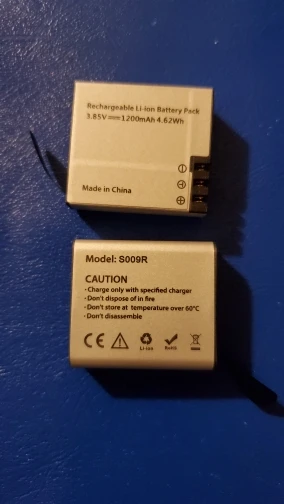 Rechargeable Li-ion Battery Pack
3.85V⎓1200mAh 4.62Wh
Made in China
Model: S009R
CAUTION
· Charge only with specified charger
· Don't dispose of in fire
· Don't store at temperature over 60°C
· Don't disassemble
CE
Li-ion
RoHS